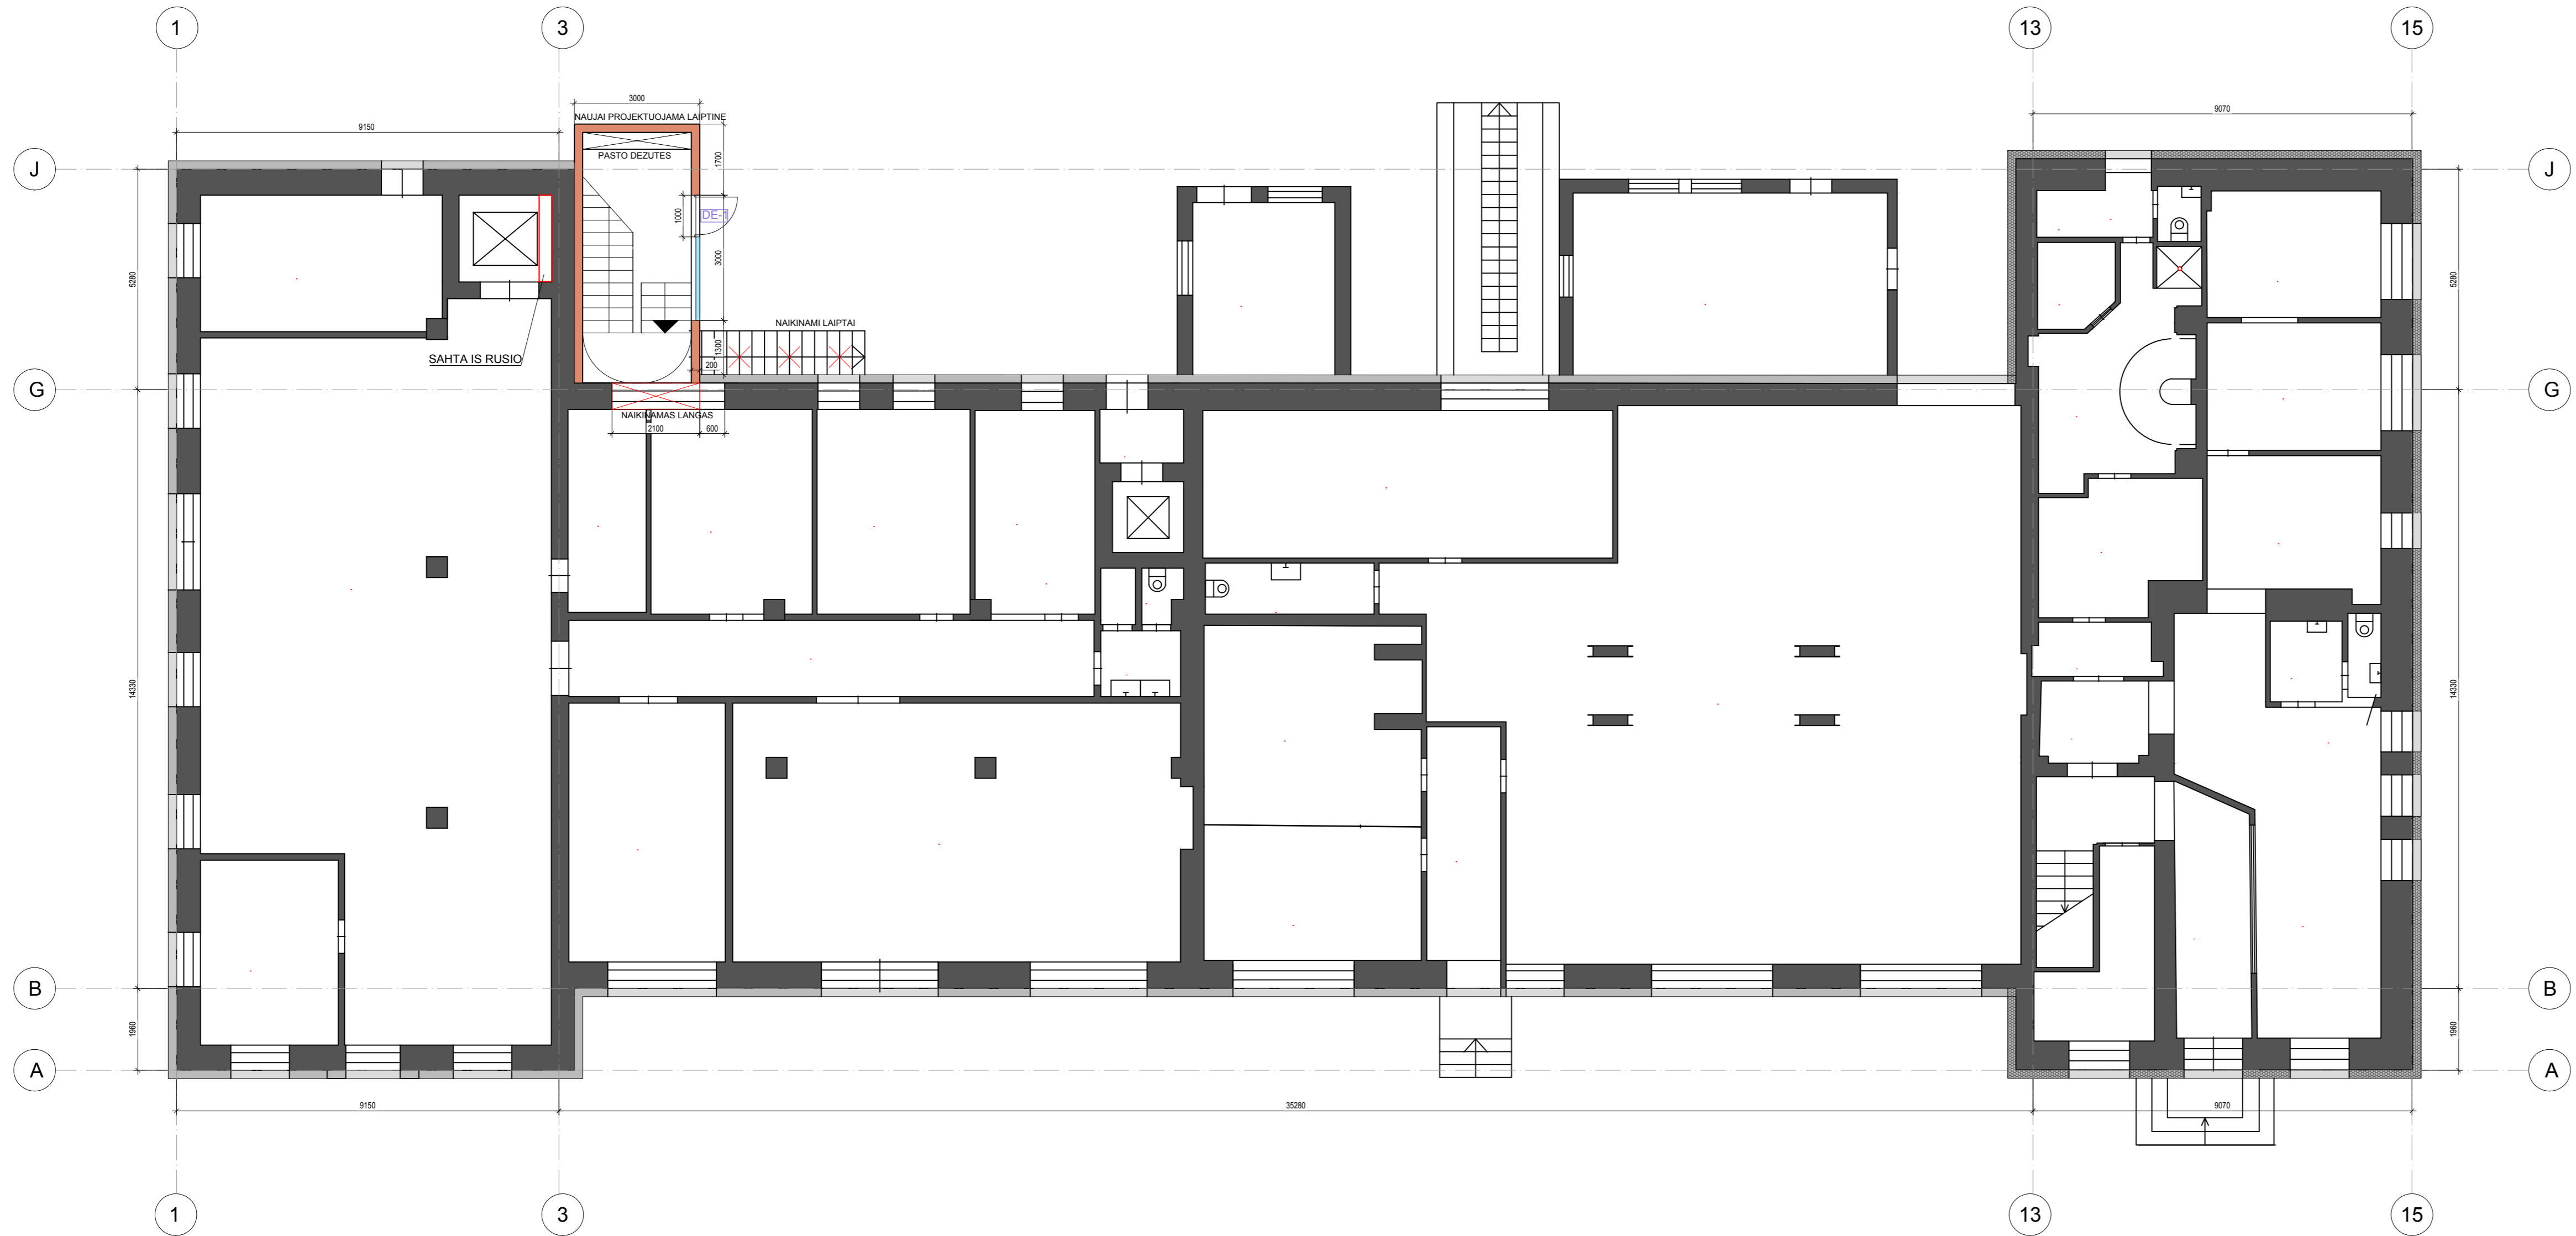 1
3
13
15
3000
9070
NAUJAI PROJEKTUOJAMA LAIPTINE
9150
PASTO DEZUTES
1700
J
J
1000
DE-1
3000
5280
5280
NAIKINAMI LAIPTAI
1300
SAHTA IS RUSIO
200
G
G
NAIKINAMAS LANGAS
2100
600
14330
14330
B
B
1960
1960
A
A
9150
35280
9070
1
3
13
15